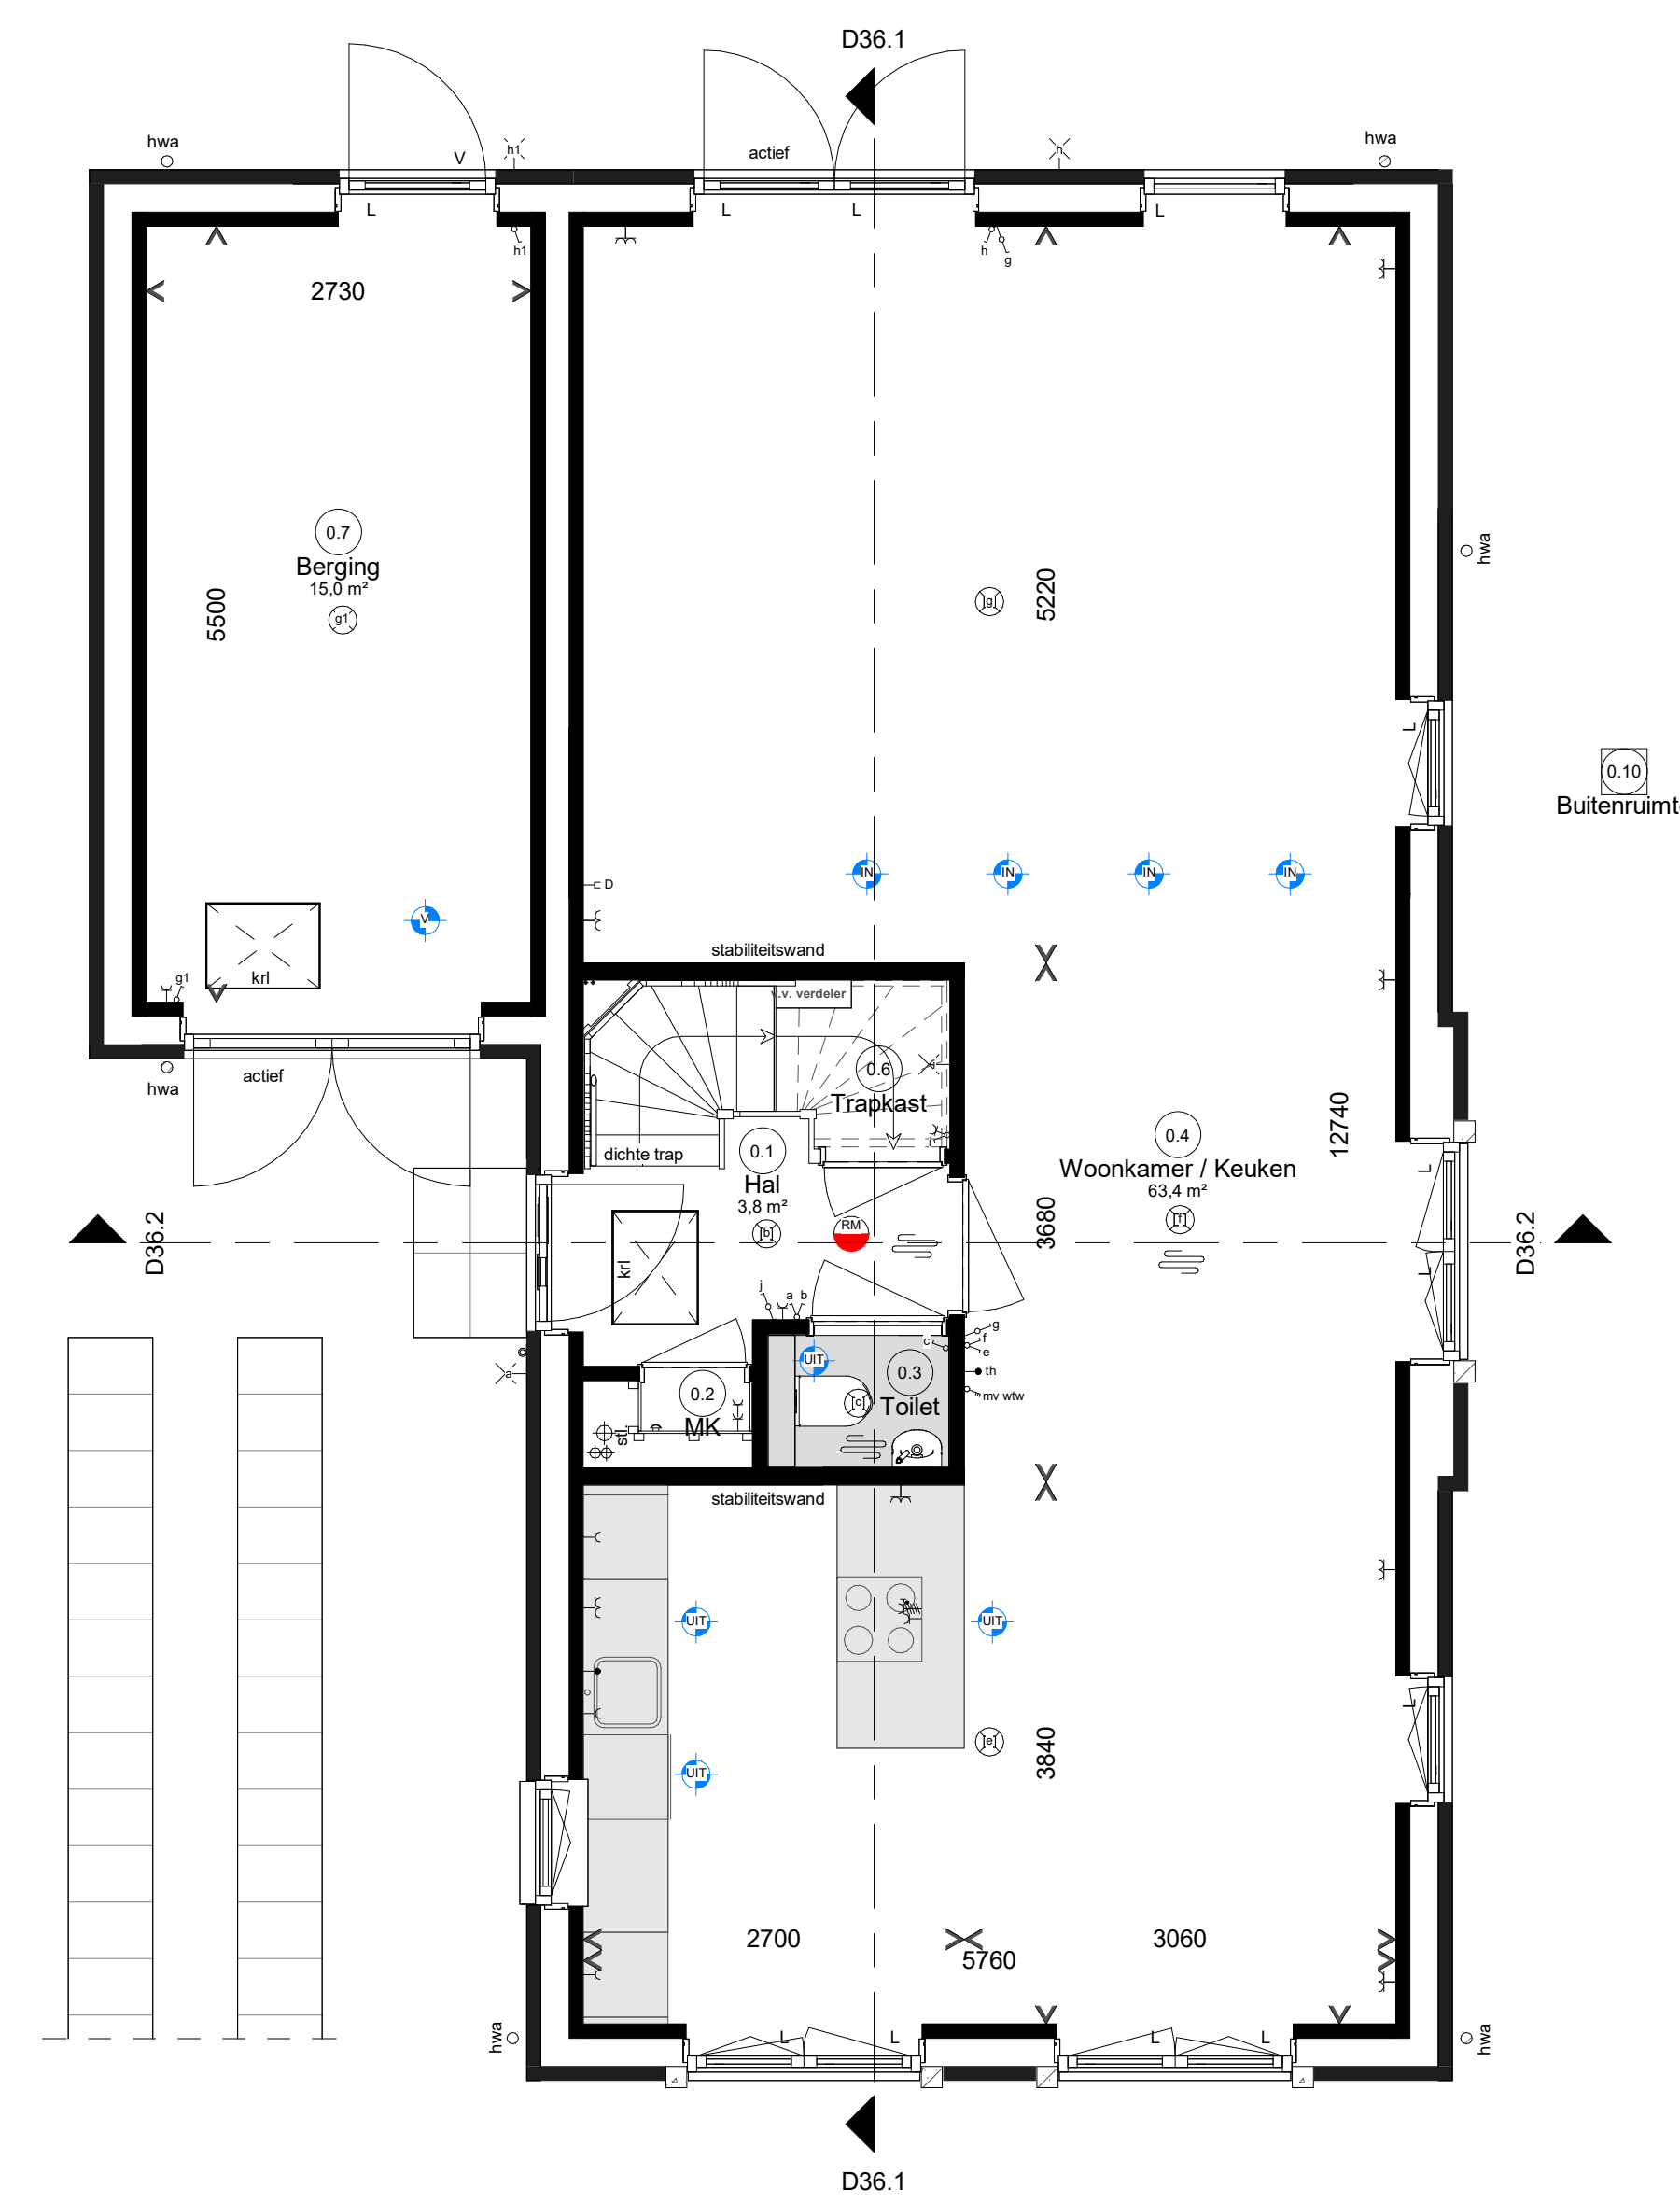 D36.1
hwa
V
h1
actief
h
hwa
L
L
L
L
h1
h
g
2730
0.7
Berging
15,0 m²
g1
5500
g
5220
hwa
L
0.10
Buitenruimt
IN
IN
IN
IN
D
V
krl
g1
stabiliteitswand
v.v. verdeler
0.6
Trapkast
hwa
actief
dichte trap
0.1
Hal
3,8 m²
b
RM
krl
0.4
Woonkamer / Keuken
63,4 m²
f
12740
3680
L
L
D36.2
D36.2
j
a
b
g
f
e
c
th
mv wtw
a
UIT
0.3
Toilet
c
0.2
MK
stl.
stabiliteitswand
UIT
UIT
L
e
3840
UIT
2700
3060
5760
hwa
L
L
L
L
hwa
D36.1